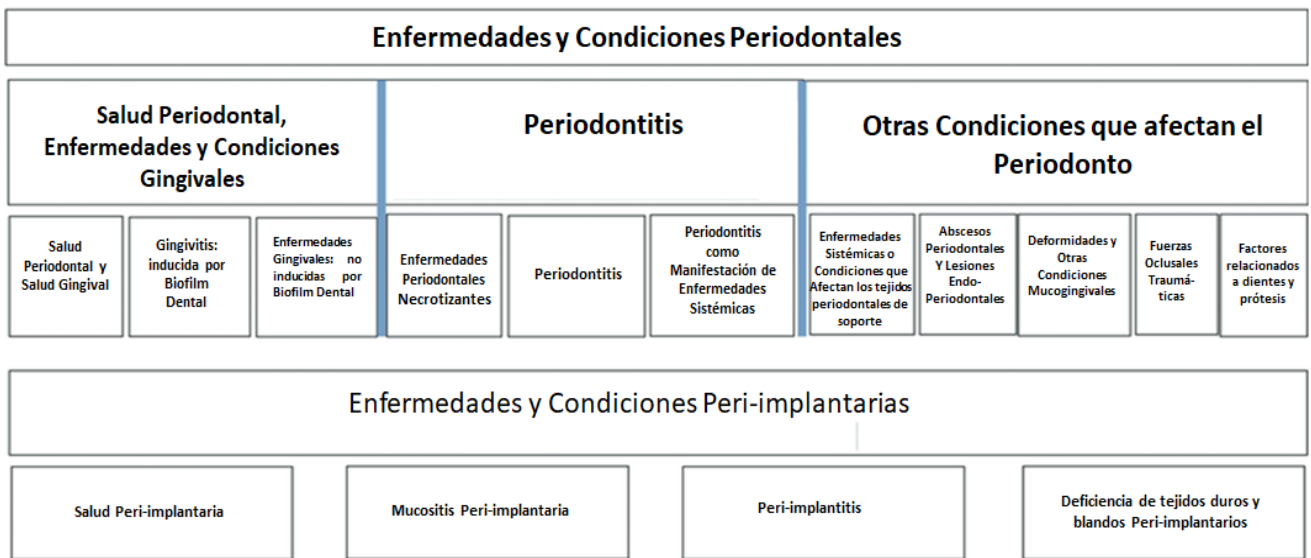 Enfermedades y Condiciones Periodontales
Salud Periodontal,
Enfermedades y Condiciones
Gingivales
Periodontitis
Otras Condiciones que afectan el
Periodonto
Salud
Periodontal y
Salud Gingival
Gingivitis:
inducida por
Biofilm
Dental
Enfermedades
Gingivales: no
inducidas por
Biofilm Dental
Enfermedades
Periodontales
Necrotizantes
Periodontitis
Periodontitis
como
Manifestación de
Enfermedades
Sistémicas
Enfermedades
Sistémicas o
Condiciones que
Afectan los tejidos
periodontales de
soporte
Abscesos
Periodontales
Y Lesiones
Endo-
Periodontales
Deformidades y
Otras
Condiciones
Mucogingivales
Fuerzas
Oclusales
Traumá-
ticas
Factores
relacionados
a dientes y
prótesis
Enfermedades y Condiciones Peri-implantarias
Salud Peri-implantaria
Mucositis Peri-implantaria
Peri-implantitis
Deficiencia de tejidos duros y
blandos Peri-implantarios